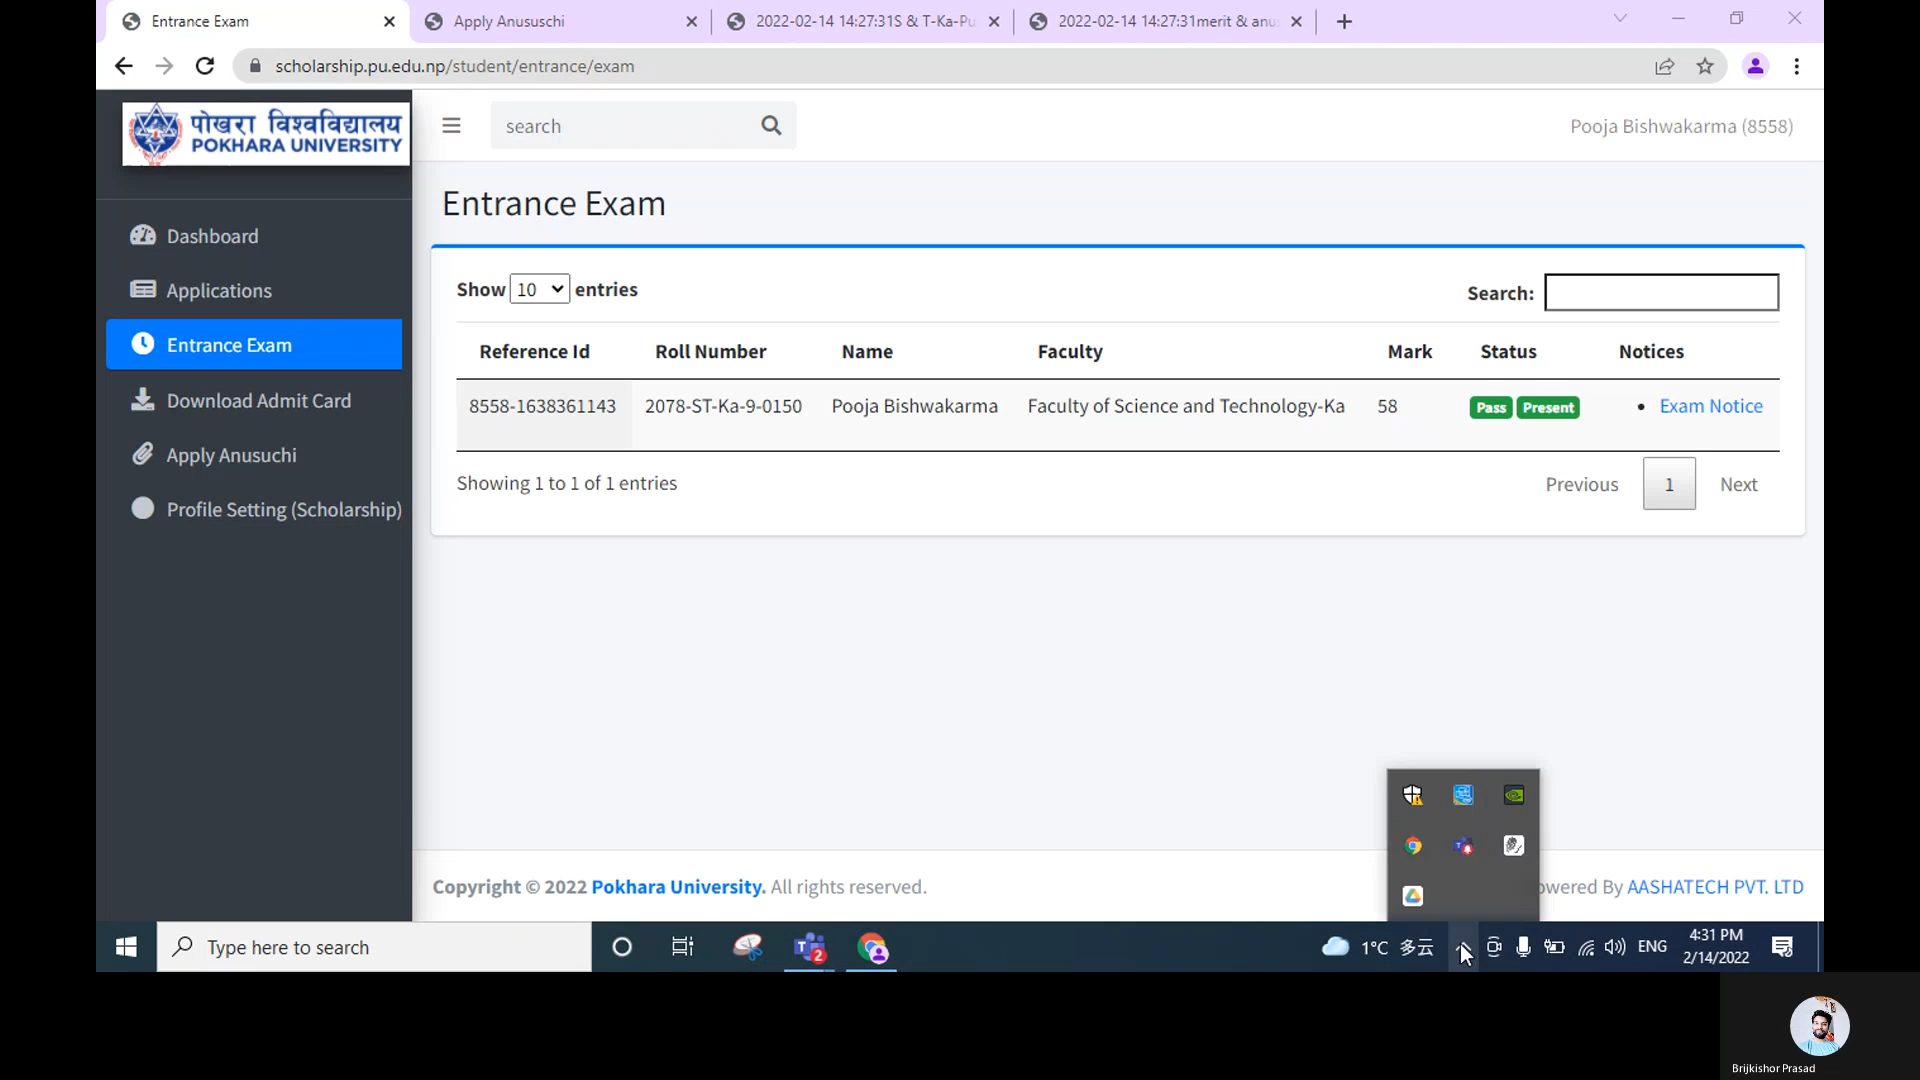 Entrance Exam
Apply Anususchi
2022-02-14 14:27:31S & T-Ka-Pu
2022-02-14 14:27:31merit & anu
scholarship.pu.edu.np/student/entrance/exam
पोखरा विश्वविद्यालय
POKHARA UNIVERSITY
search
Pooja Bishwakarma (8558)
Dashboard
Applications
Entrance Exam
Download Admit Card
Apply Anusuchi
Profile Setting (Scholarship)
Entrance Exam
Show 10 entries
Search:
Reference Id Roll Number Name Faculty Mark Status Notices
8558-1638361143 2078-ST-Ka-9-0150 Pooja Bishwakarma Faculty of Science and Technology-Ka 58 Pass Present • Exam Notice
Showing 1 to 1 of 1 entries
Previous 1 Next
Copyright © 2022 Pokhara University. All rights reserved.
owered By AASHATECH PVT. LTD
Type here to search
2
1°C 多云
ENG
4:31 PM
2/14/2022
Brijkishor Prasad